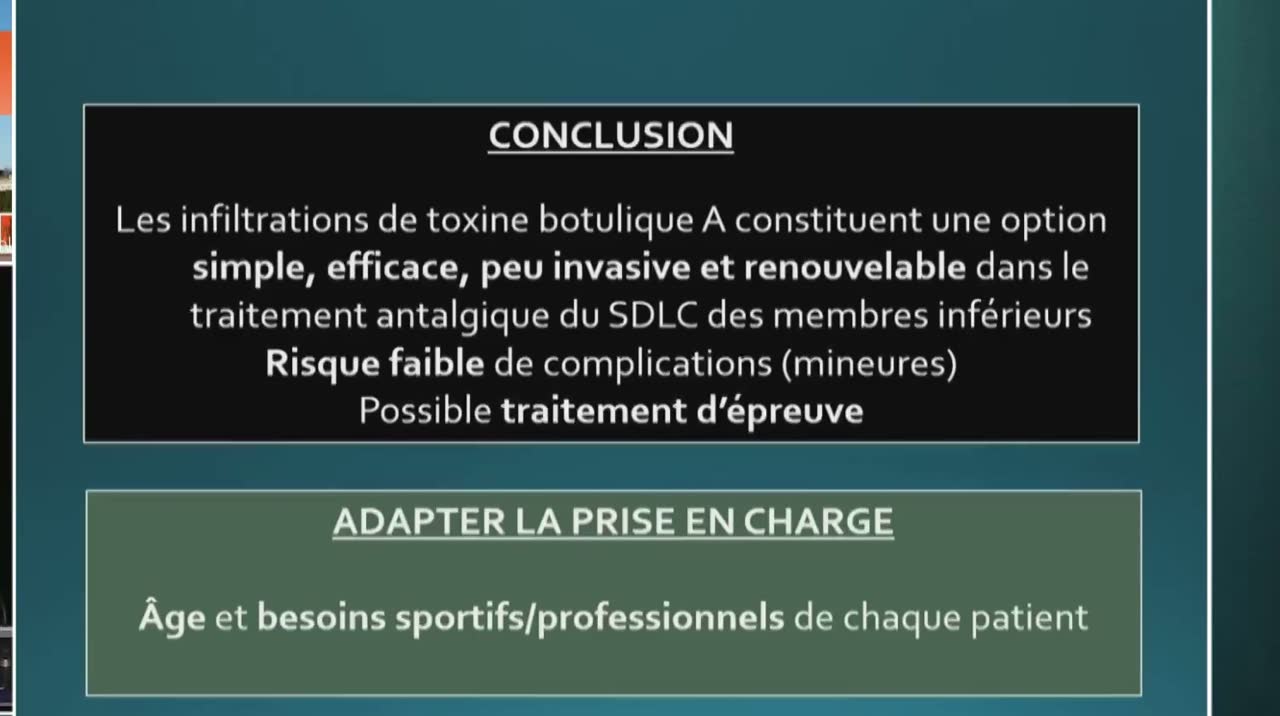 CONCLUSION
Les infiltrations de toxine botulique A constituent une option
simple, efficace, peu invasive et renouvelable dans le
traitement antalgique du SDLC des membres inférieurs
Risque faible de complications (mineures)
Possible traitement d’épreuve
ADAPTER LA PRISE EN CHARGE
Âge et besoins sportifs/professionnels de chaque patient